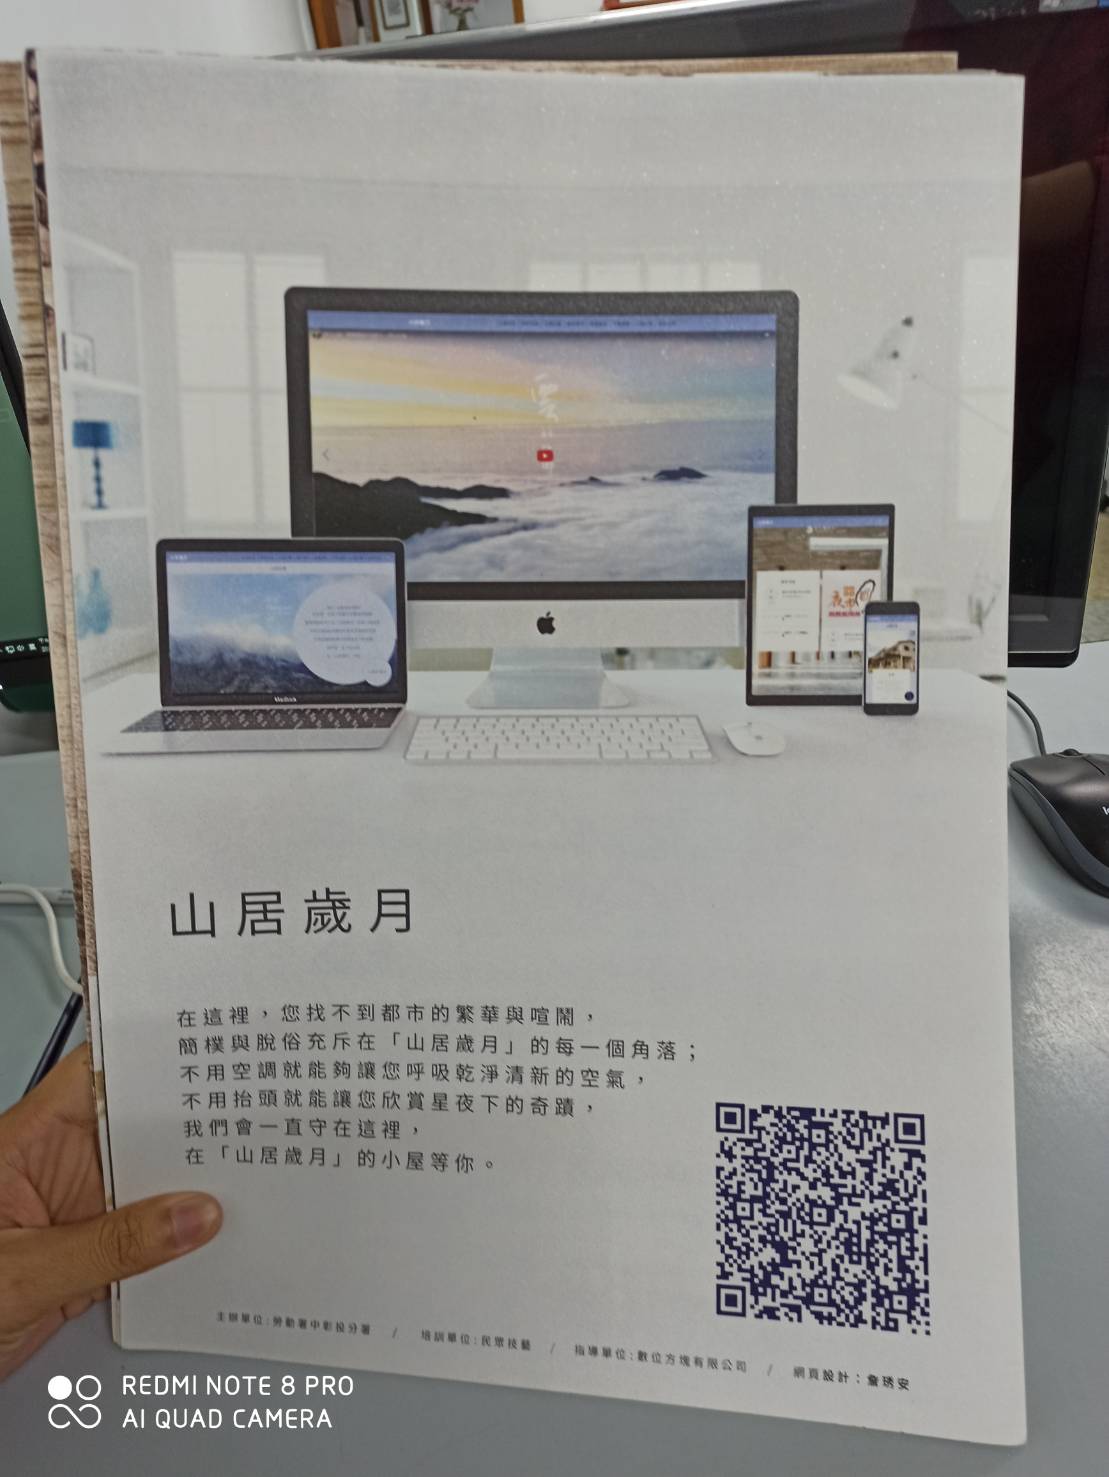 雲
MacBook
夜市
山居歲月
在這裡，您找不到都市的繁華與喧鬧，
簡樸與脫俗充斥在「山居歲月」的每一個角落；
不用空調就能夠讓您呼吸乾淨清新的空氣，
不用抬頭就能讓您欣賞星夜下的奇蹟，
我們會一直守在這裡，
在「山居歲月」的小屋等你。
主辦單位：勞動署中彰投分署 / 培訓單位：民眾技藝 / 指導單位：數位方塊有限公司 / 網頁設計：詹琇安
REDMI NOTE 8 PRO
AI QUAD CAMERA